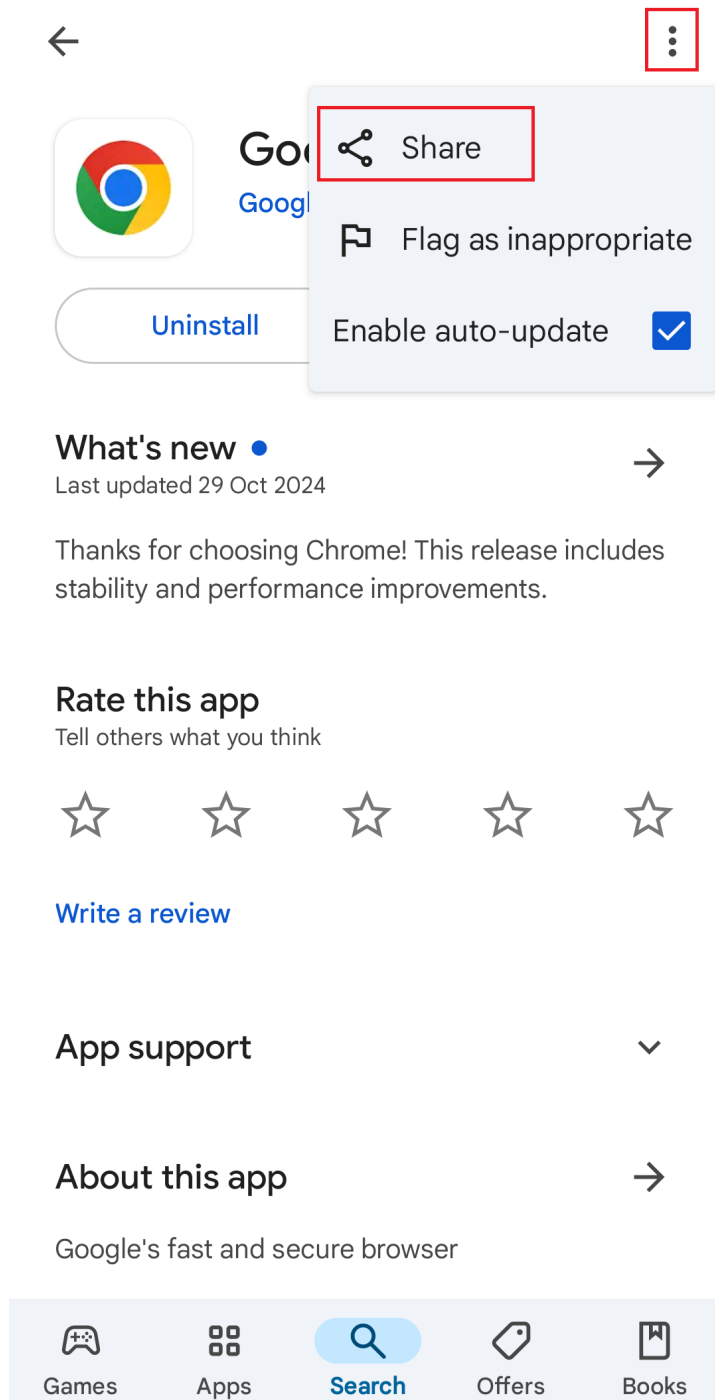 Share
Goo
Googl
Flag as inappropriate
Uninstall
Enable auto-update
What's new
Last updated 29 Oct 2024
Thanks for choosing Chrome! This release includes
stability and performance improvements.
Rate this app
Tell others what you think
Write a review
App support
About this app
Google's fast and secure browser
Games Apps Search Offers Books